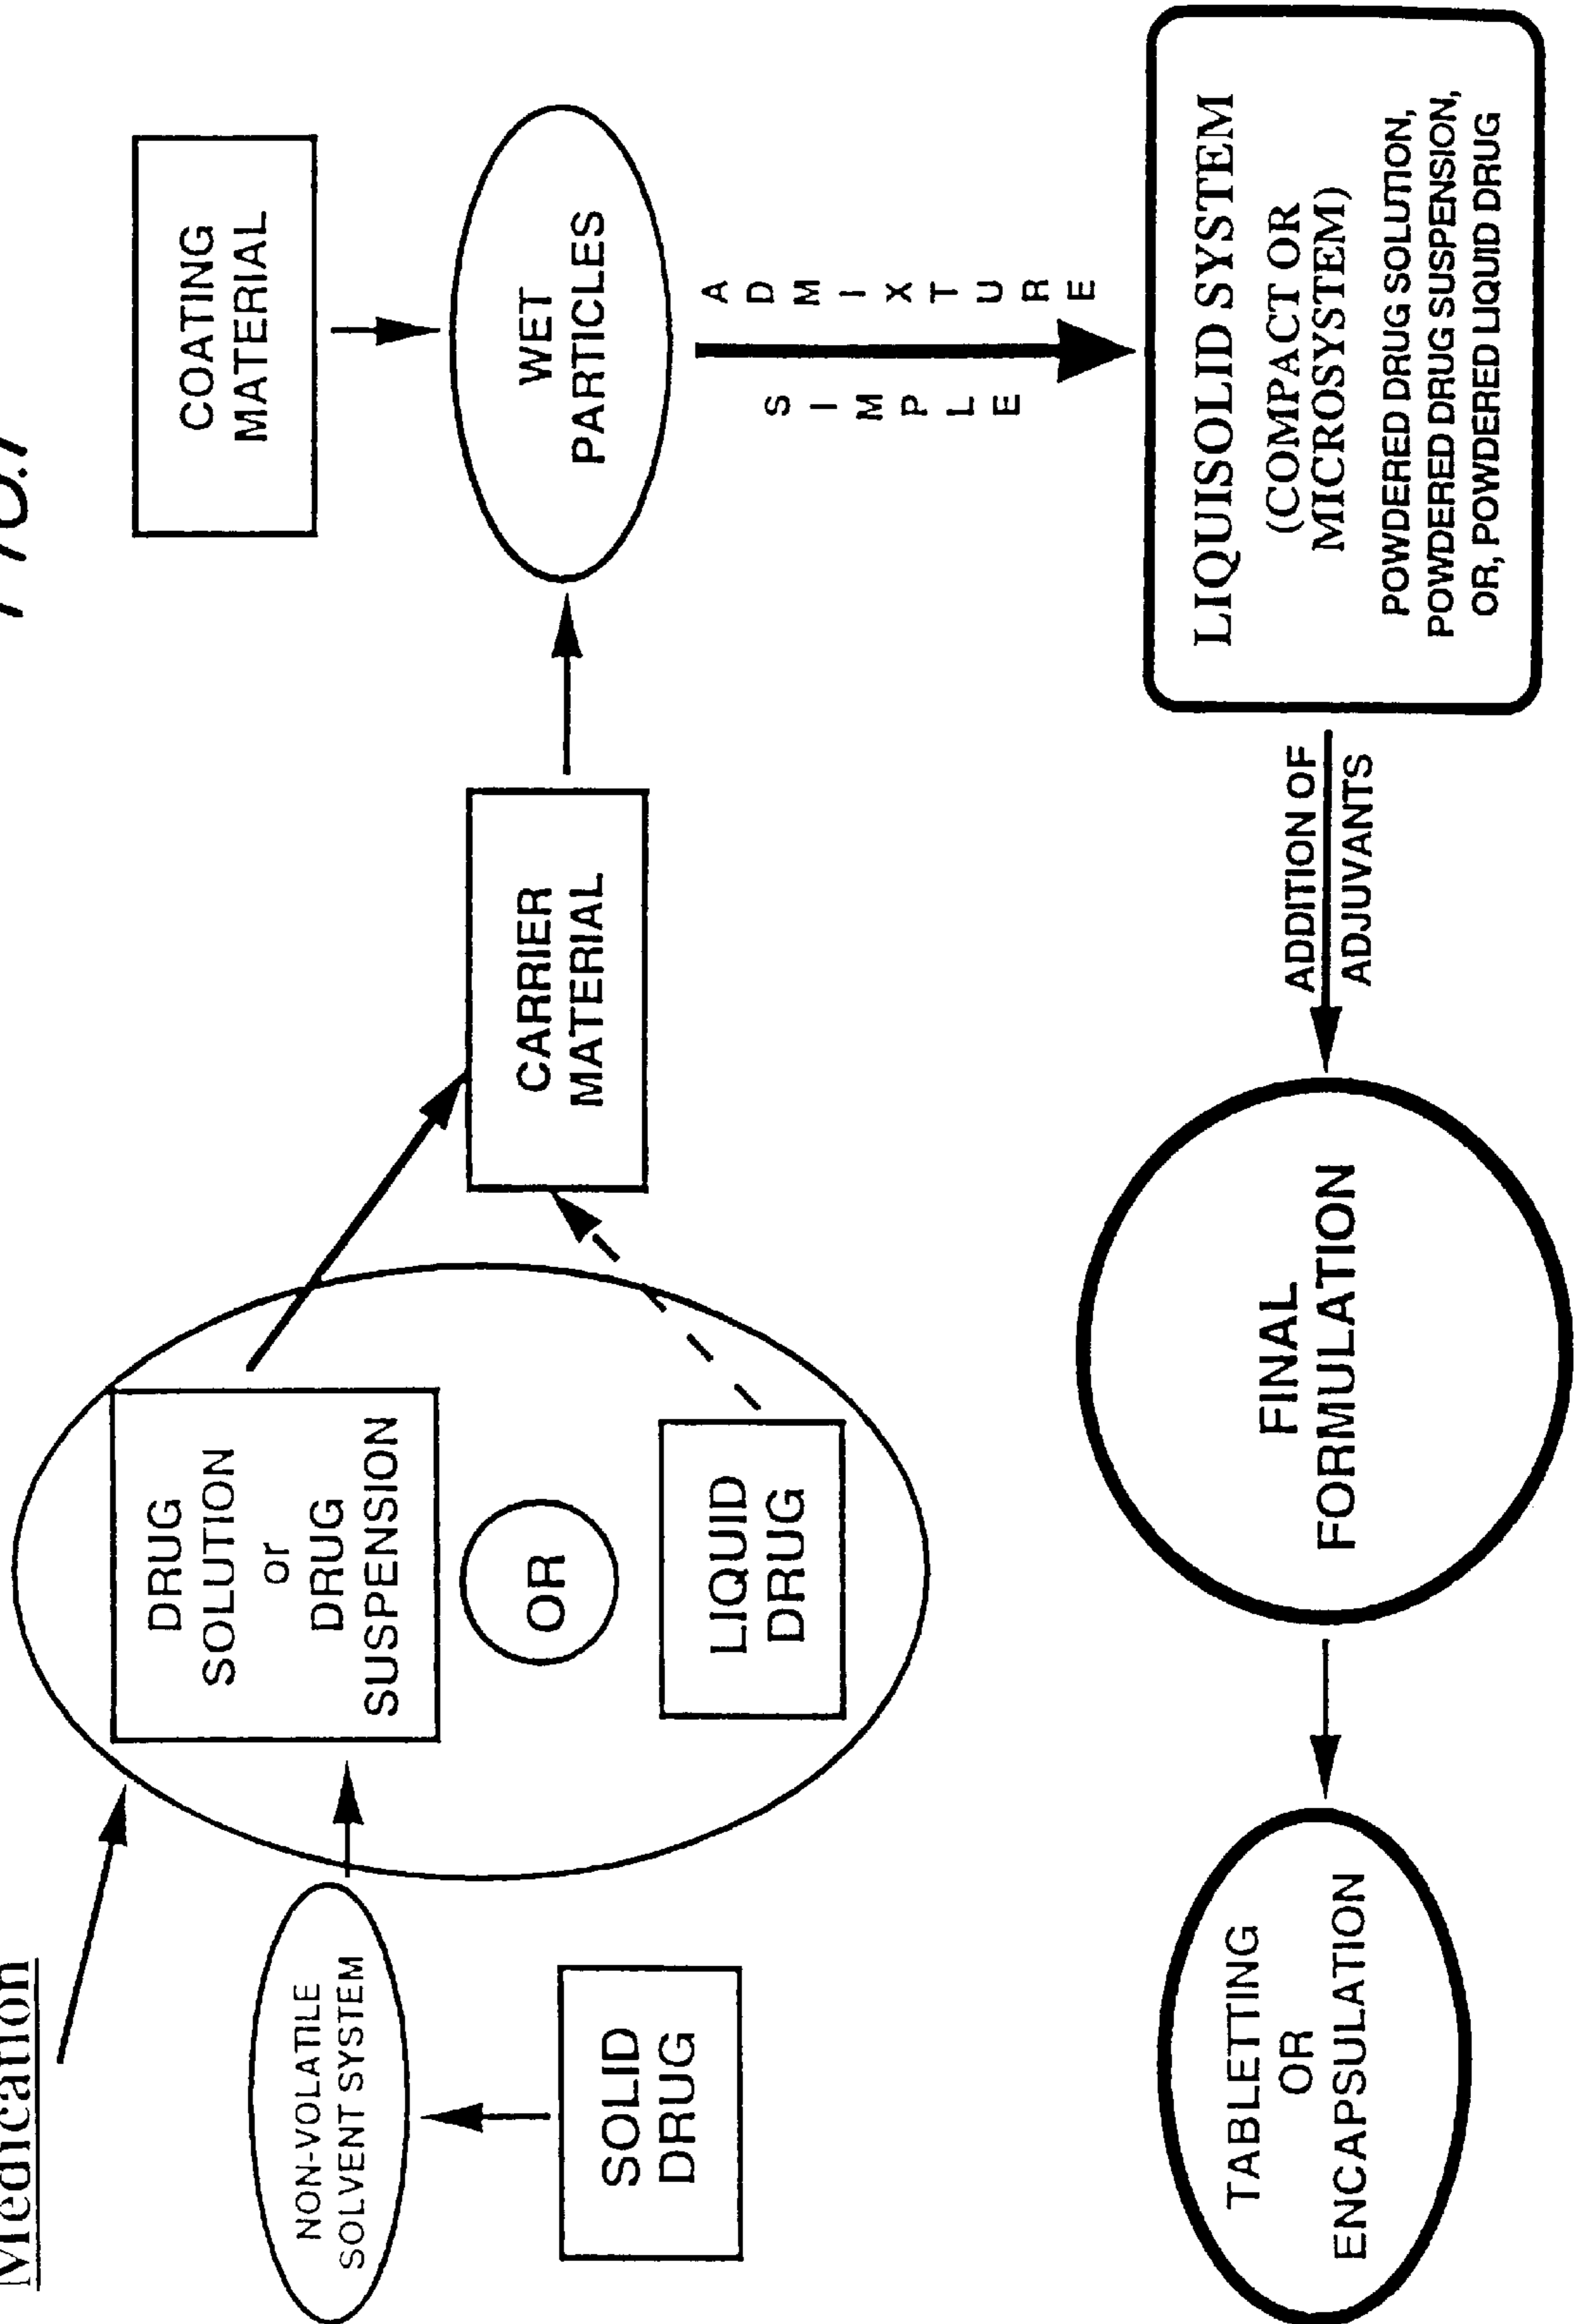 Medication
NON-VOLATILE
SOLVENT SYSTEM
SOLID
DRUG
DRUG
SOLUTION
or
DRUG
SUSPENSION
OR
LIQUID
DRUG
CARRIER
MATERIAL
COATING
MATERIAL
WET
PARTICLES
SIMPLE
ADMIXTURE
LIQUISOLID SYSTEM
(COMPACT OR
MICROSYSTEM)
POWDERED DRUG SOLUTION,
POWDERED DRUG SUSPENSION,
OR, POWDERED LIQUID DRUG
ADDITION OF
ADJUVANTS
FINAL
FORMULATION
TABLETTING
OR
ENCAPSULATION